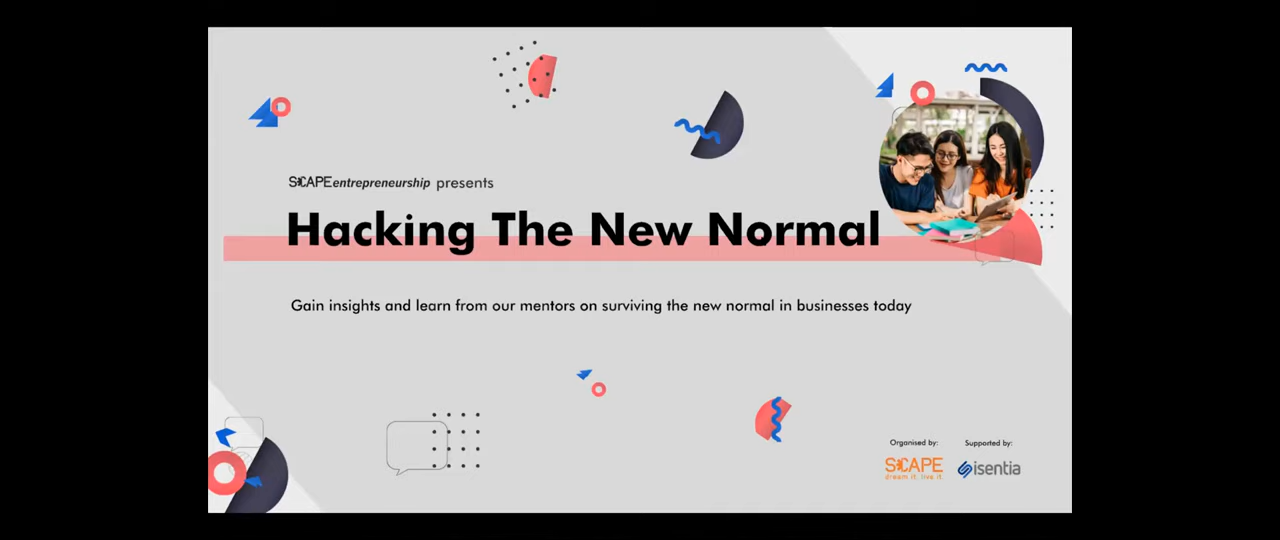 SCAPEentrepreneurship presents
Hacking The New Normal
Gain insights and learn from our mentors on surviving the new normal in businesses today
Organised by:
Supported by:
SCAPE
dream it. live it.
isentia